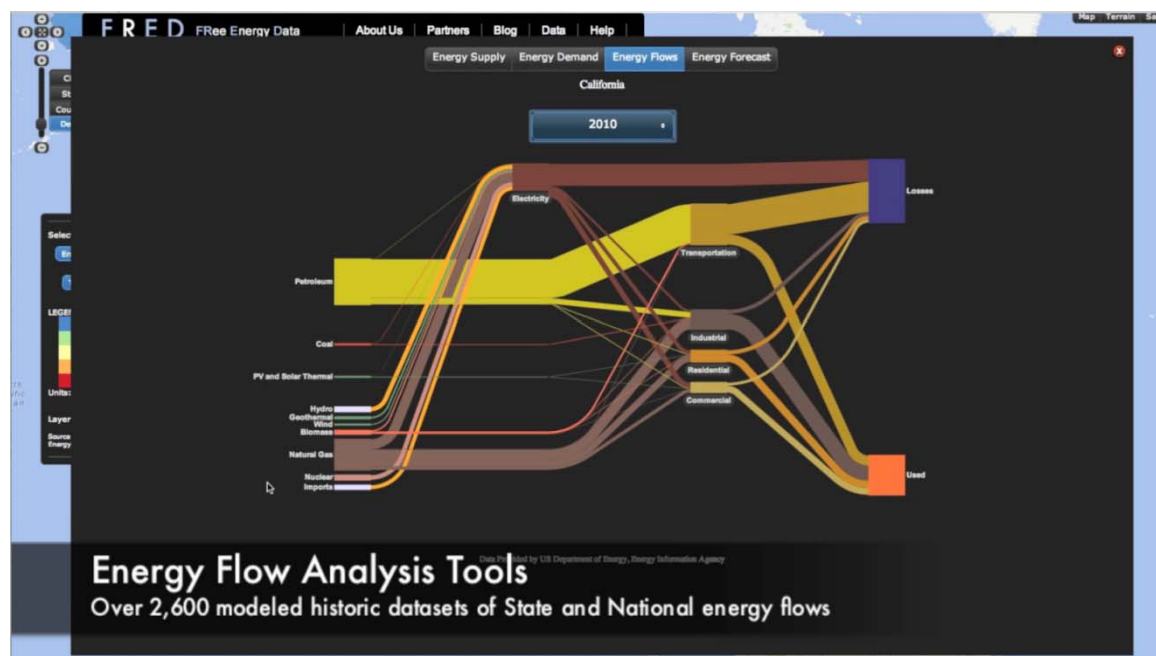 FRED FRee Energy Data About Us Partners Blog Data Help
Map Terrain
Energy Supply Energy Demand Energy Flows Energy Forecast
California
2010
Electricity
Losses
Transportation
Petroleum
Industrial
Coal
Residential
PV and Solar Thermal
Commercial
Hydro
Geothermal
Wind
Biomass
Natural Gas
Nuclear
Imports
Used
Units:
Data Provided by US Department of Energy, Energy Information Agency
Energy Flow Analysis Tools
Over 2,600 modeled historic datasets of State and National energy flows